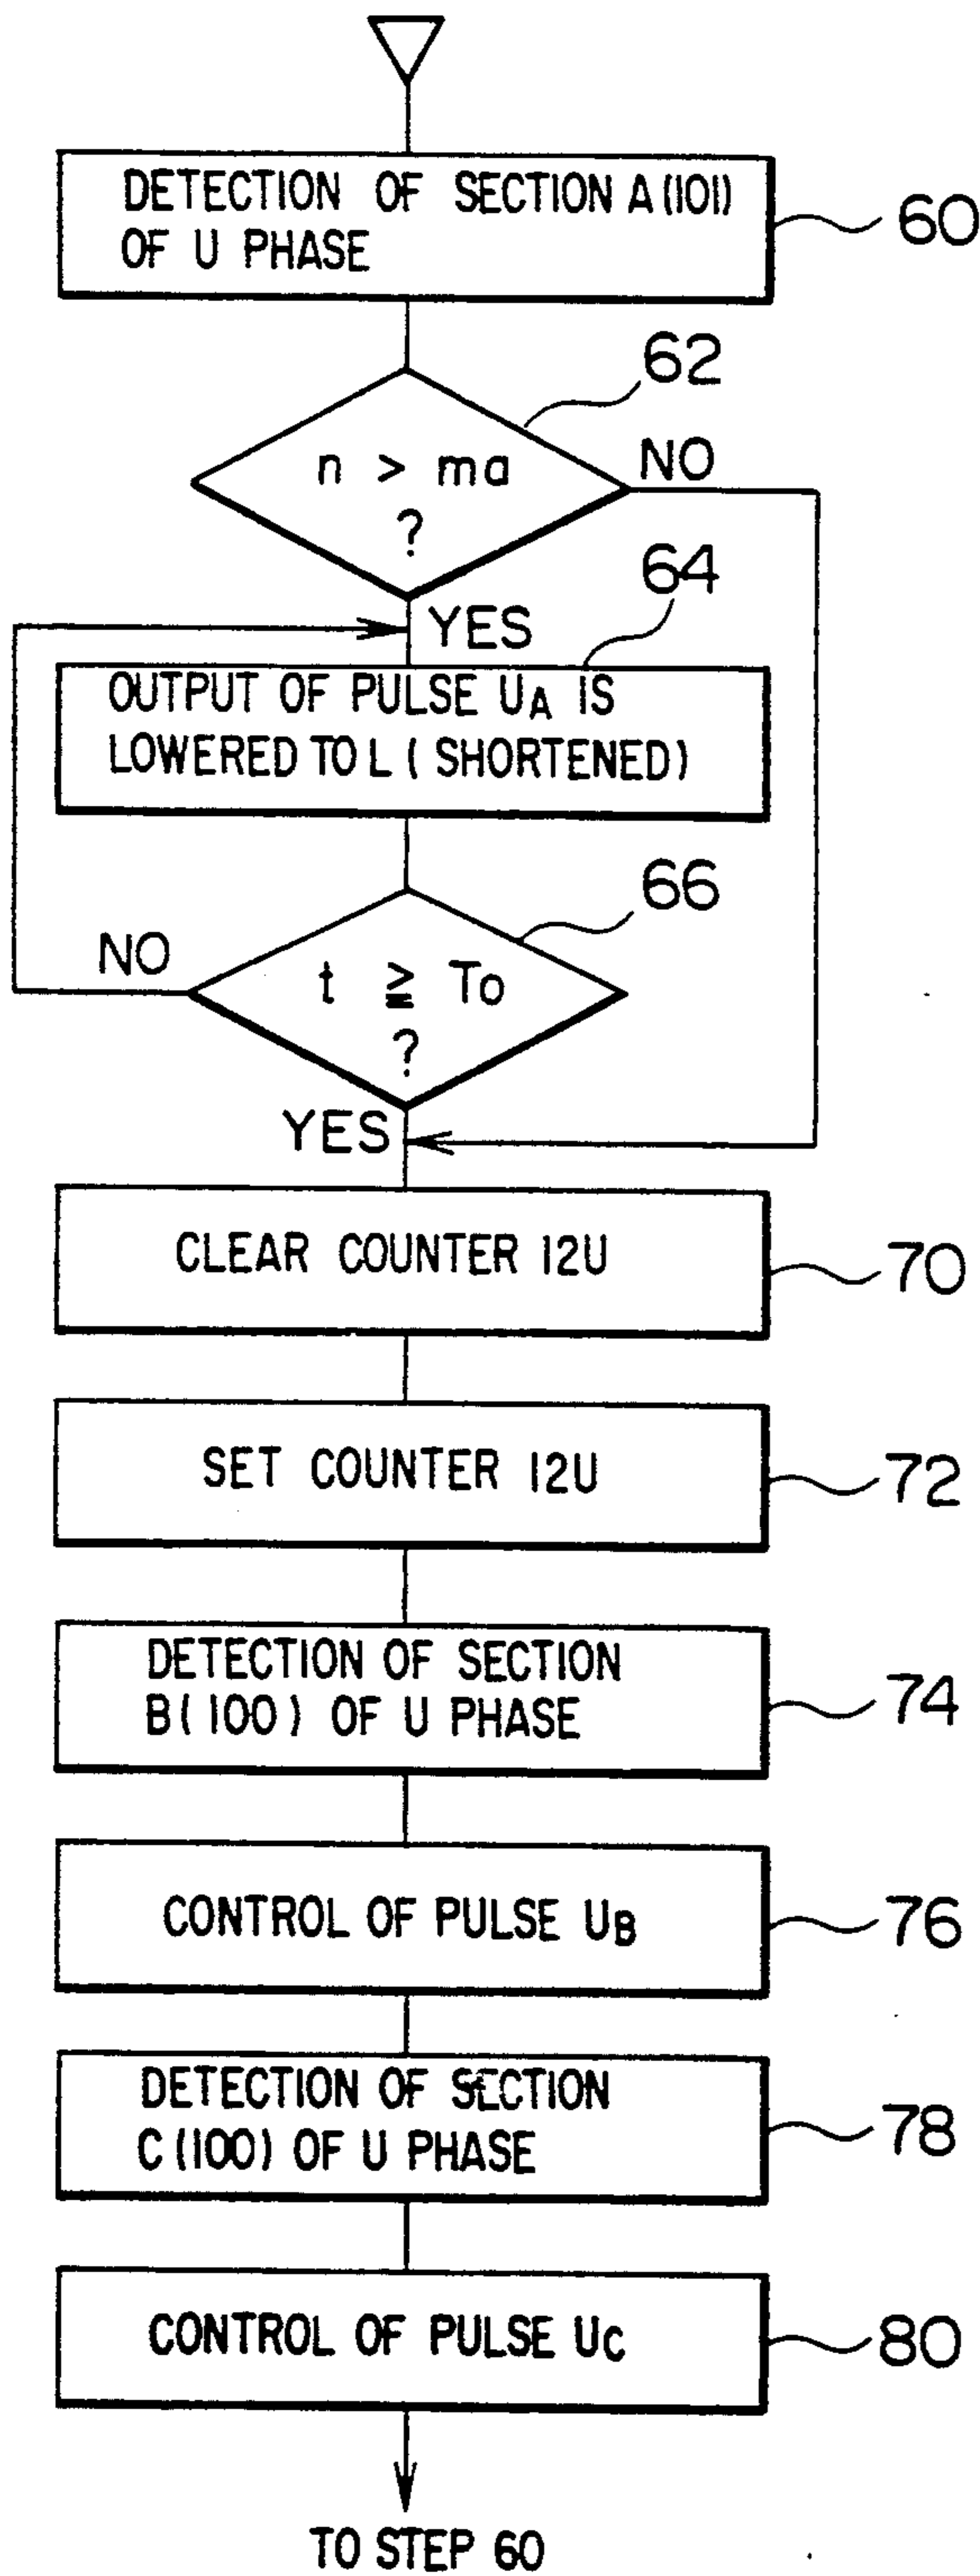 DETECTION OF SECTION A (101)
OF U PHASE
60
62
n > ma
?
NO
YES
64
OUTPUT OF PULSE UA IS
LOWERED TO L ( SHORTENED)
66
NO
t ≧ To
?
YES
CLEAR COUNTER 12U
70
SET COUNTER 12U
72
DETECTION OF SECTION
B (100) OF U PHASE
74
CONTROL OF PULSE UB
76
DETECTION OF SECTION
C (100) OF U PHASE
78
CONTROL OF PULSE UC
80
TO STEP 60